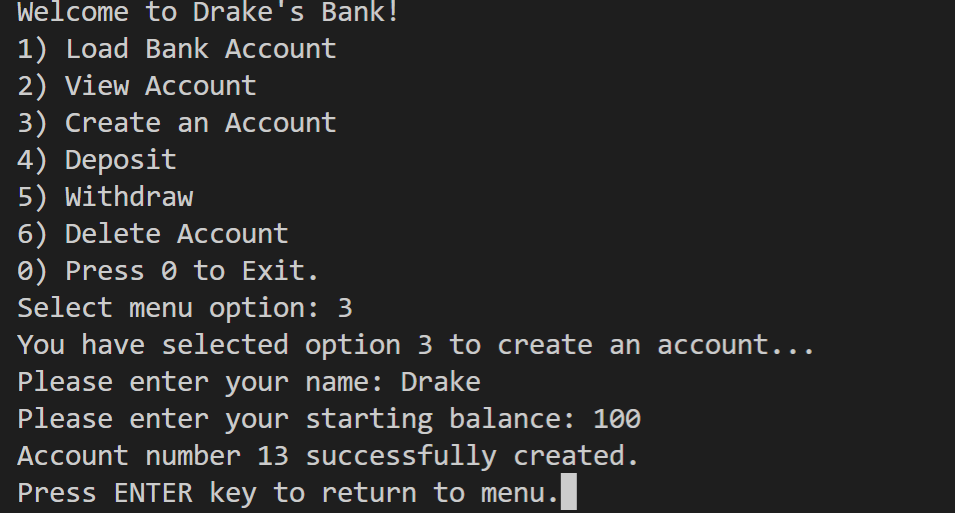 Welcome to Drake's Bank!
1) Load Bank Account
2) View Account
3) Create an Account
4) Deposit
5) Withdraw
6) Delete Account
0) Press 0 to Exit.
Select menu option: 3
You have selected option 3 to create an account...
Please enter your name: Drake
Please enter your starting balance: 100
Account number 13 successfully created.
Press ENTER key to return to menu.